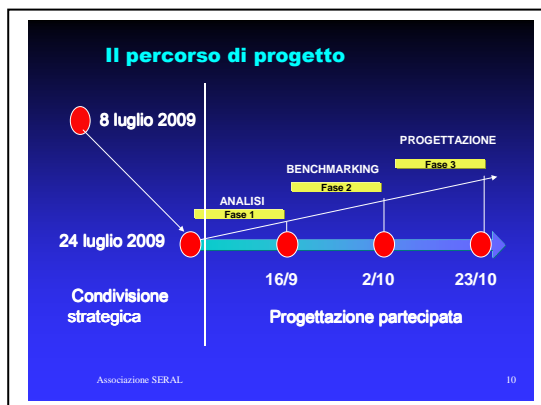 Il percorso di progetto
8 luglio 2009
PROGETTAZIONE
Fase 3
BENCHMARKING
Fase 2
ANALISI
Fase 1
24 luglio 2009
16/9
2/10
23/10
Condivisione
strategica
Progettazione partecipata
Associazione SERAL
10